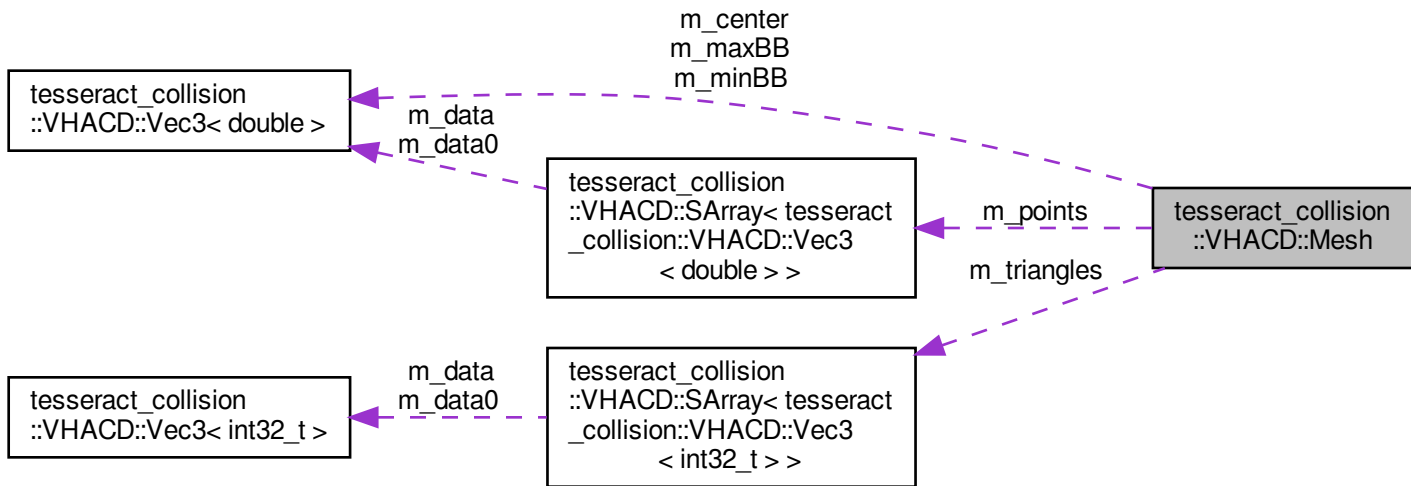 m_center
m_maxBB
m_minBB
tesseract_collision
::VHACD::Vec3< double >
m_data
m_data0
tesseract_collision
::VHACD::SArray< tesseract
_collision::VHACD::Vec3
< double > >
m_points
tesseract_collision
::VHACD::Mesh
m_triangles
tesseract_collision
::VHACD::Vec3< int32_t >
m_data
m_data0
tesseract_collision
::VHACD::SArray< tesseract
_collision::VHACD::Vec3
< int32_t > >